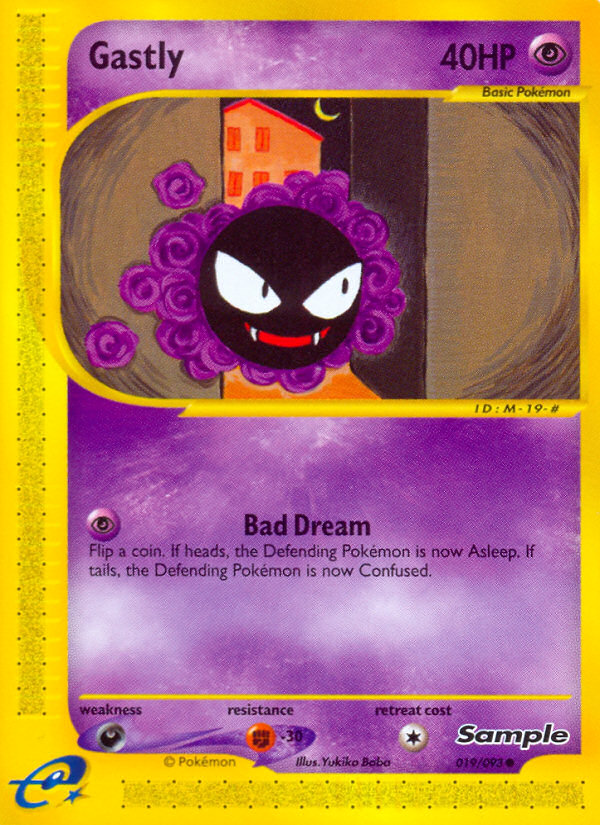 Gastly
40HP
Basic Pokémon
ID: M-19-#
Bad Dream
Flip a coin. If heads, the Defending Pokémon is now Asleep. If
tails, the Defending Pokémon is now Confused.
weakness resistance retreat cost
-30
Sample
© Pokémon Illus. Yukiko Baba 019/093